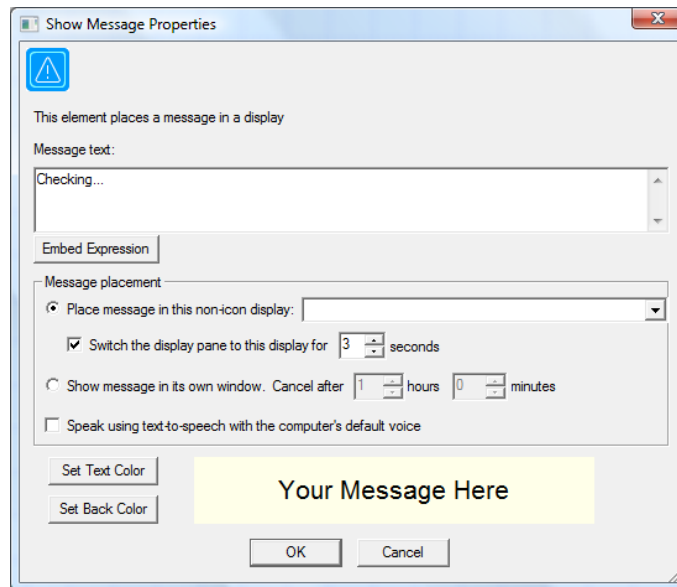 Show Message Properties
This element places a message in a display
Message text:
Checking...
Embed Expression
Message placement
Place message in this non-icon display:
Switch the display pane to this display for 3 seconds
Show message in its own window. Cancel after 1 hours 0 minutes
Speak using text-to-speech with the computer's default voice
Set Text Color
Your Message Here
Set Back Color
OK Cancel